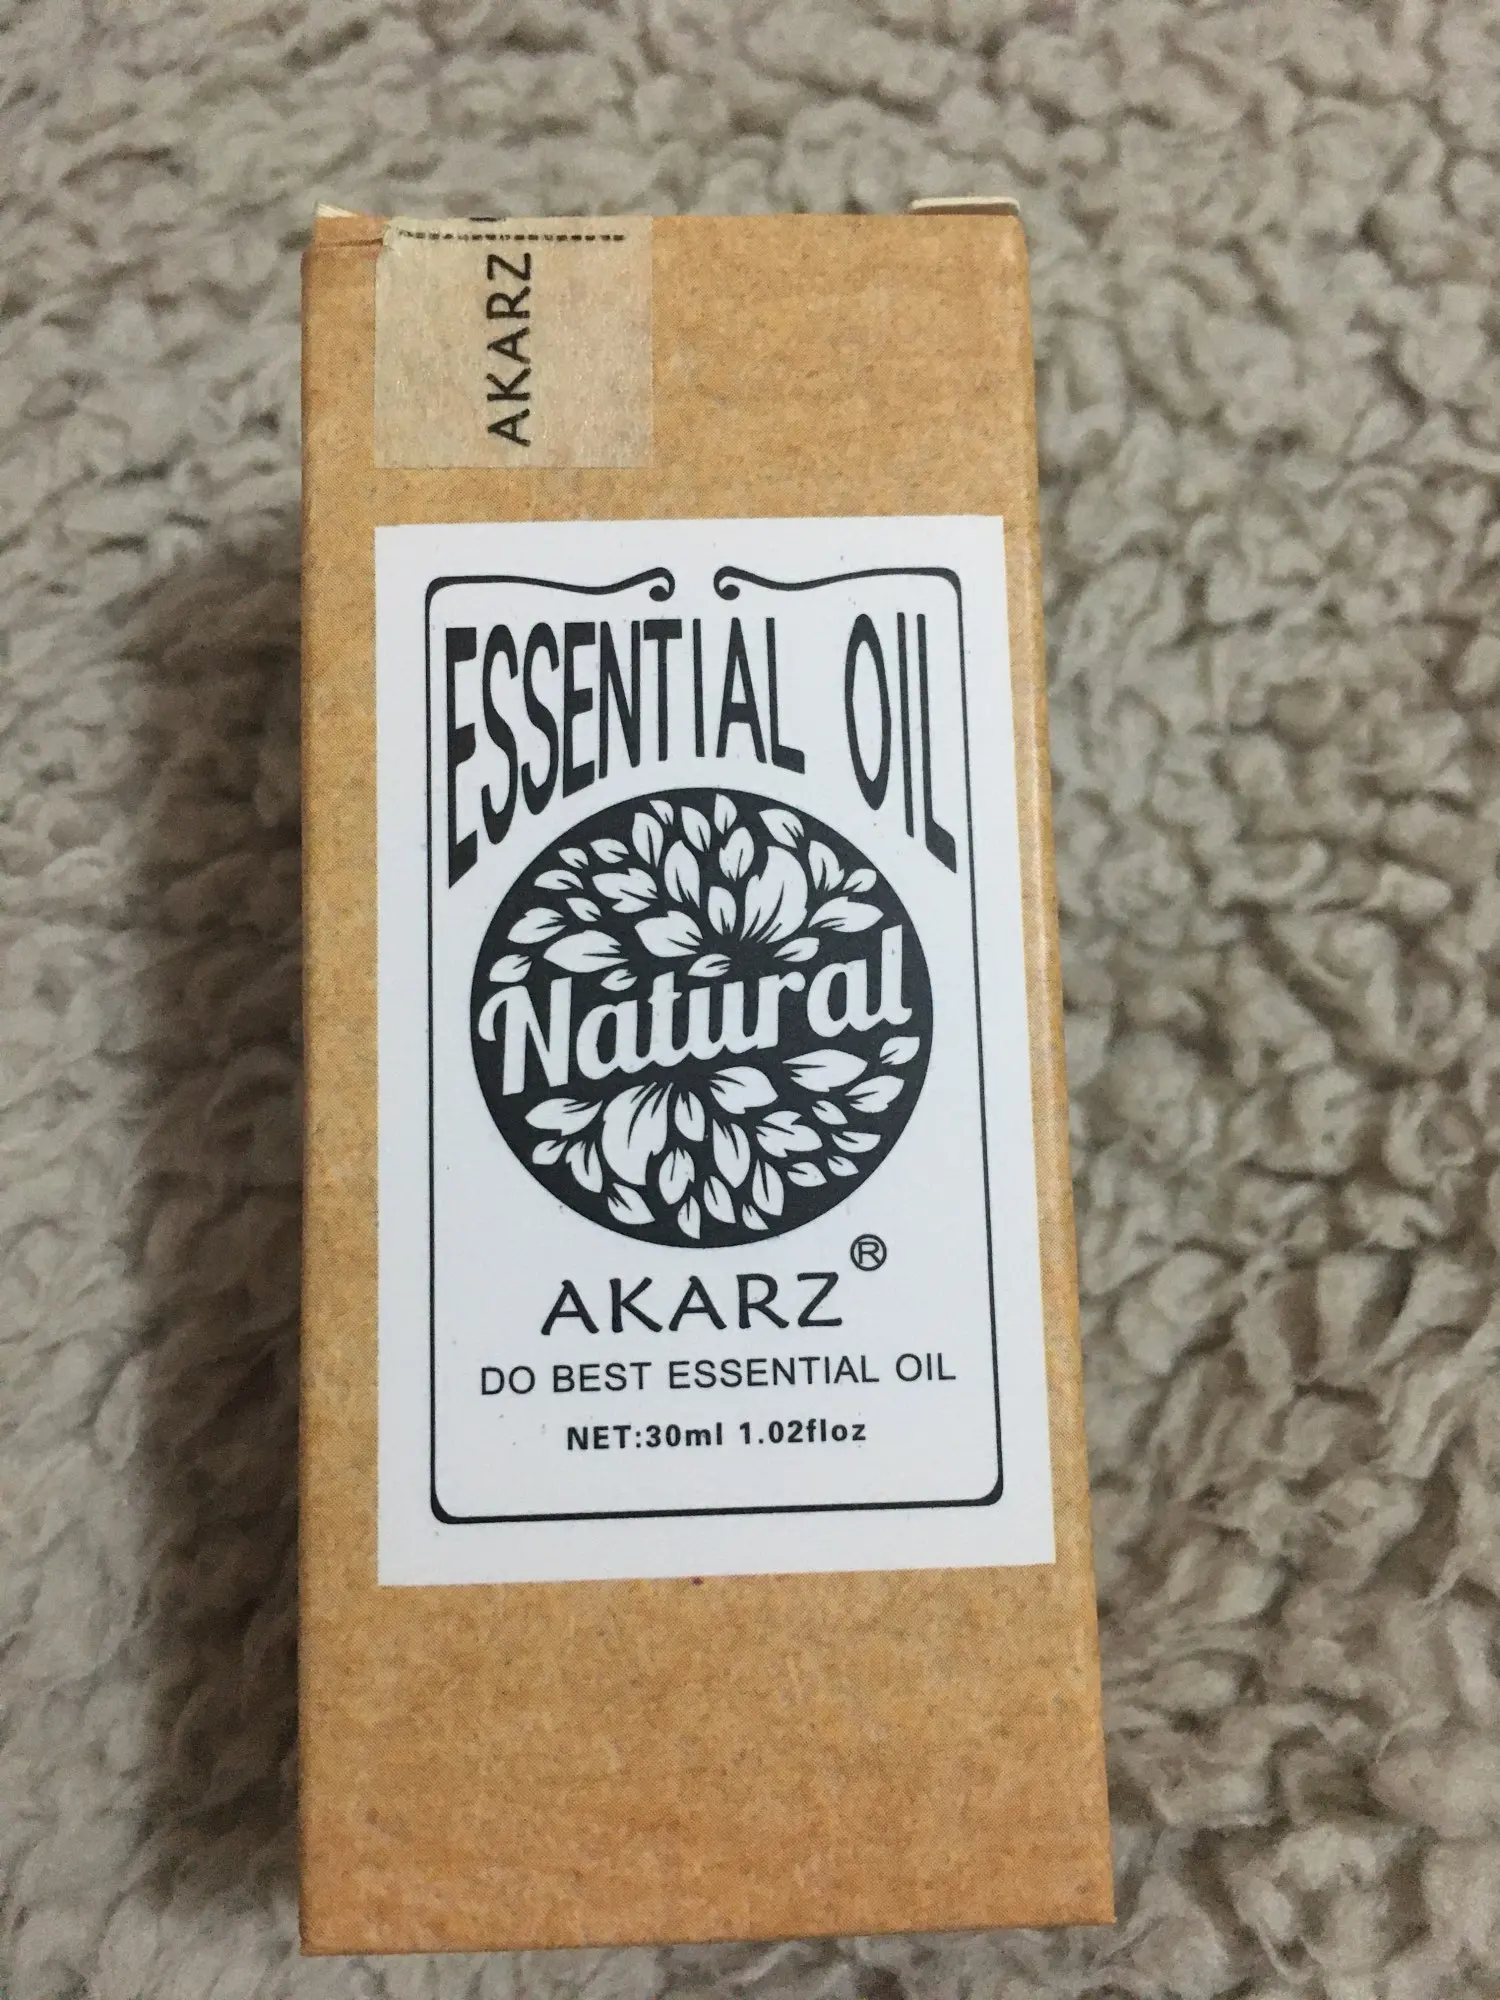 AKARZ
ESSENTIAL OIL
Natural
AKARZ®
DO BEST ESSENTIAL OIL
NET:30ml 1.02floz